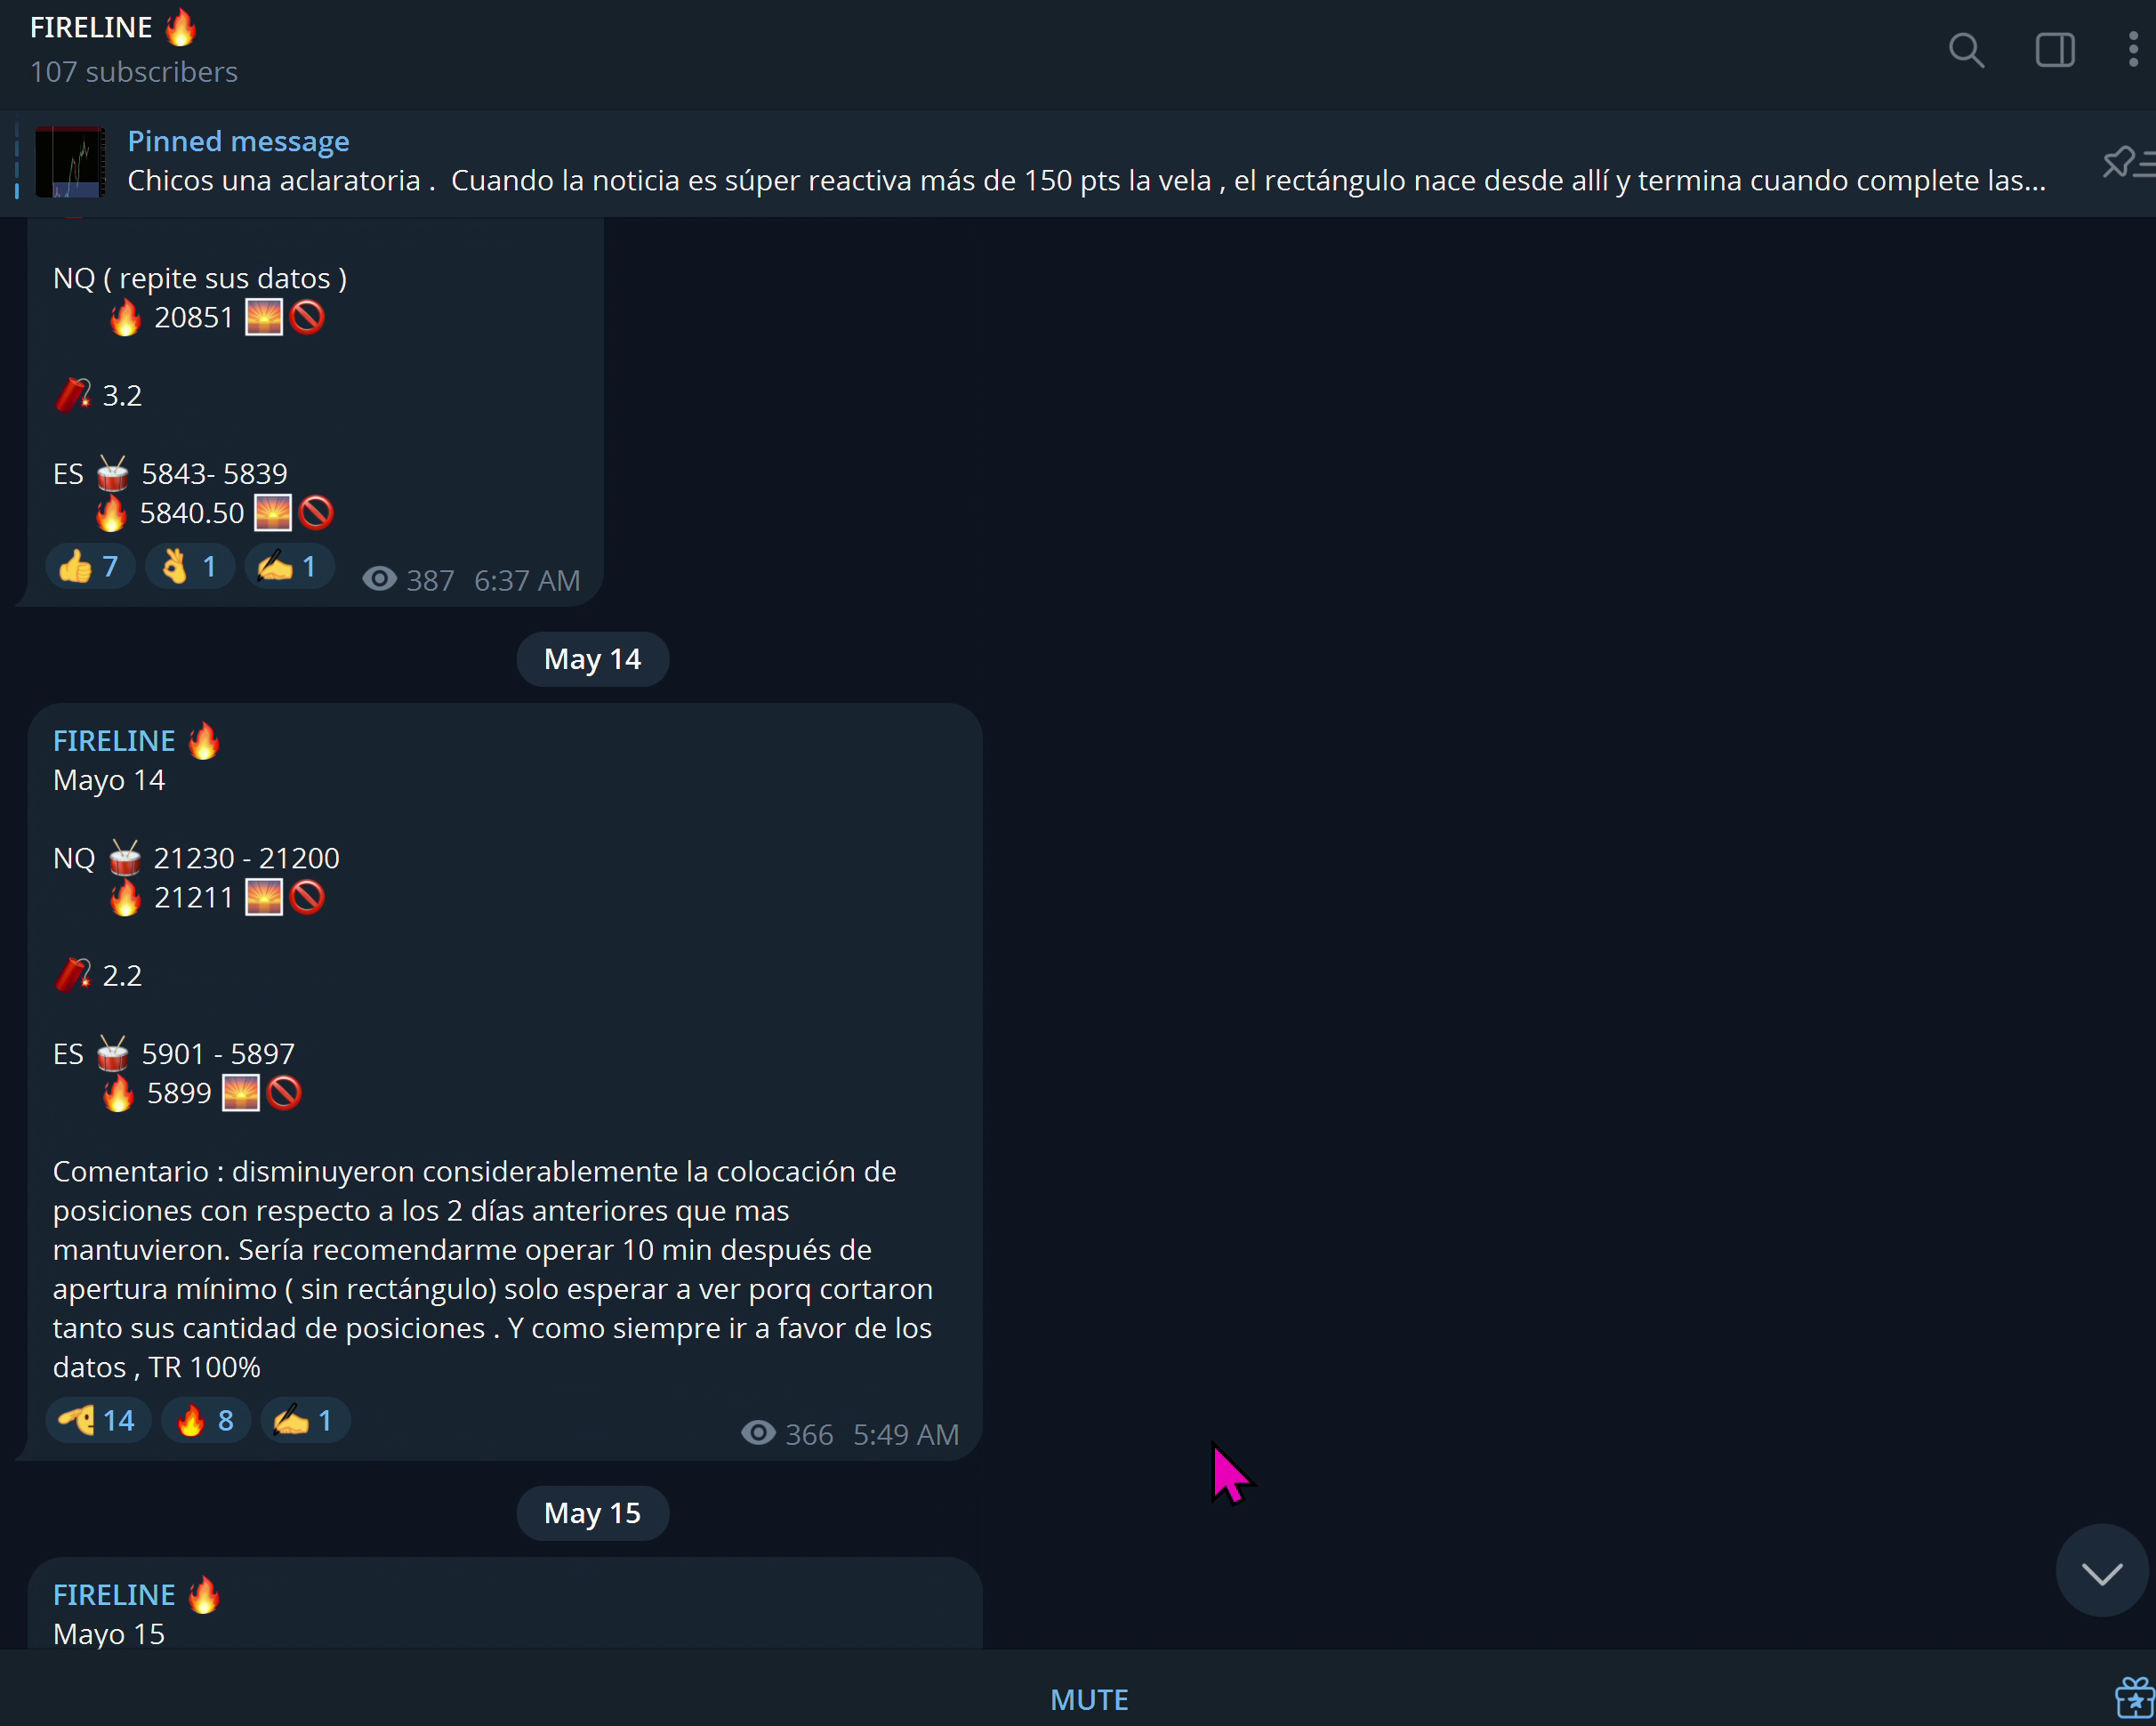 FIRELINE 🔥
107 subscribers
Pinned message
Chicos una aclaratoria .  Cuando la noticia es súper reactiva más de 150 pts la vela , el rectángulo nace desde allí y termina cuando complete las...
NQ ( repite sus datos )
🔥 20851 🌅🚫
🧨 3.2
ES 🥁 5843- 5839
🔥 5840.50 🌅🚫
👍 7 👌 1 ✍️ 1 387 6:37 AM
May 14
FIRELINE 🔥
Mayo 14
NQ 🥁 21230 - 21200
🔥 21211 🌅🚫
🧨 2.2
ES 🥁 5901 - 5897
🔥 5899 🌅🚫
Comentario : disminuyeron considerablemente la colocación de
posiciones con respecto a los 2 días anteriores que mas
mantuvieron. Sería recomendarme operar 10 min después de
apertura mínimo ( sin rectángulo) solo esperar a ver porq cortaron
tanto sus cantidad de posiciones . Y como siempre ir a favor de los
datos , TR 100%
14 🔥 8 ✍️ 1 366 5:49 AM
May 15
FIRELINE 🔥
Mayo 15
MUTE